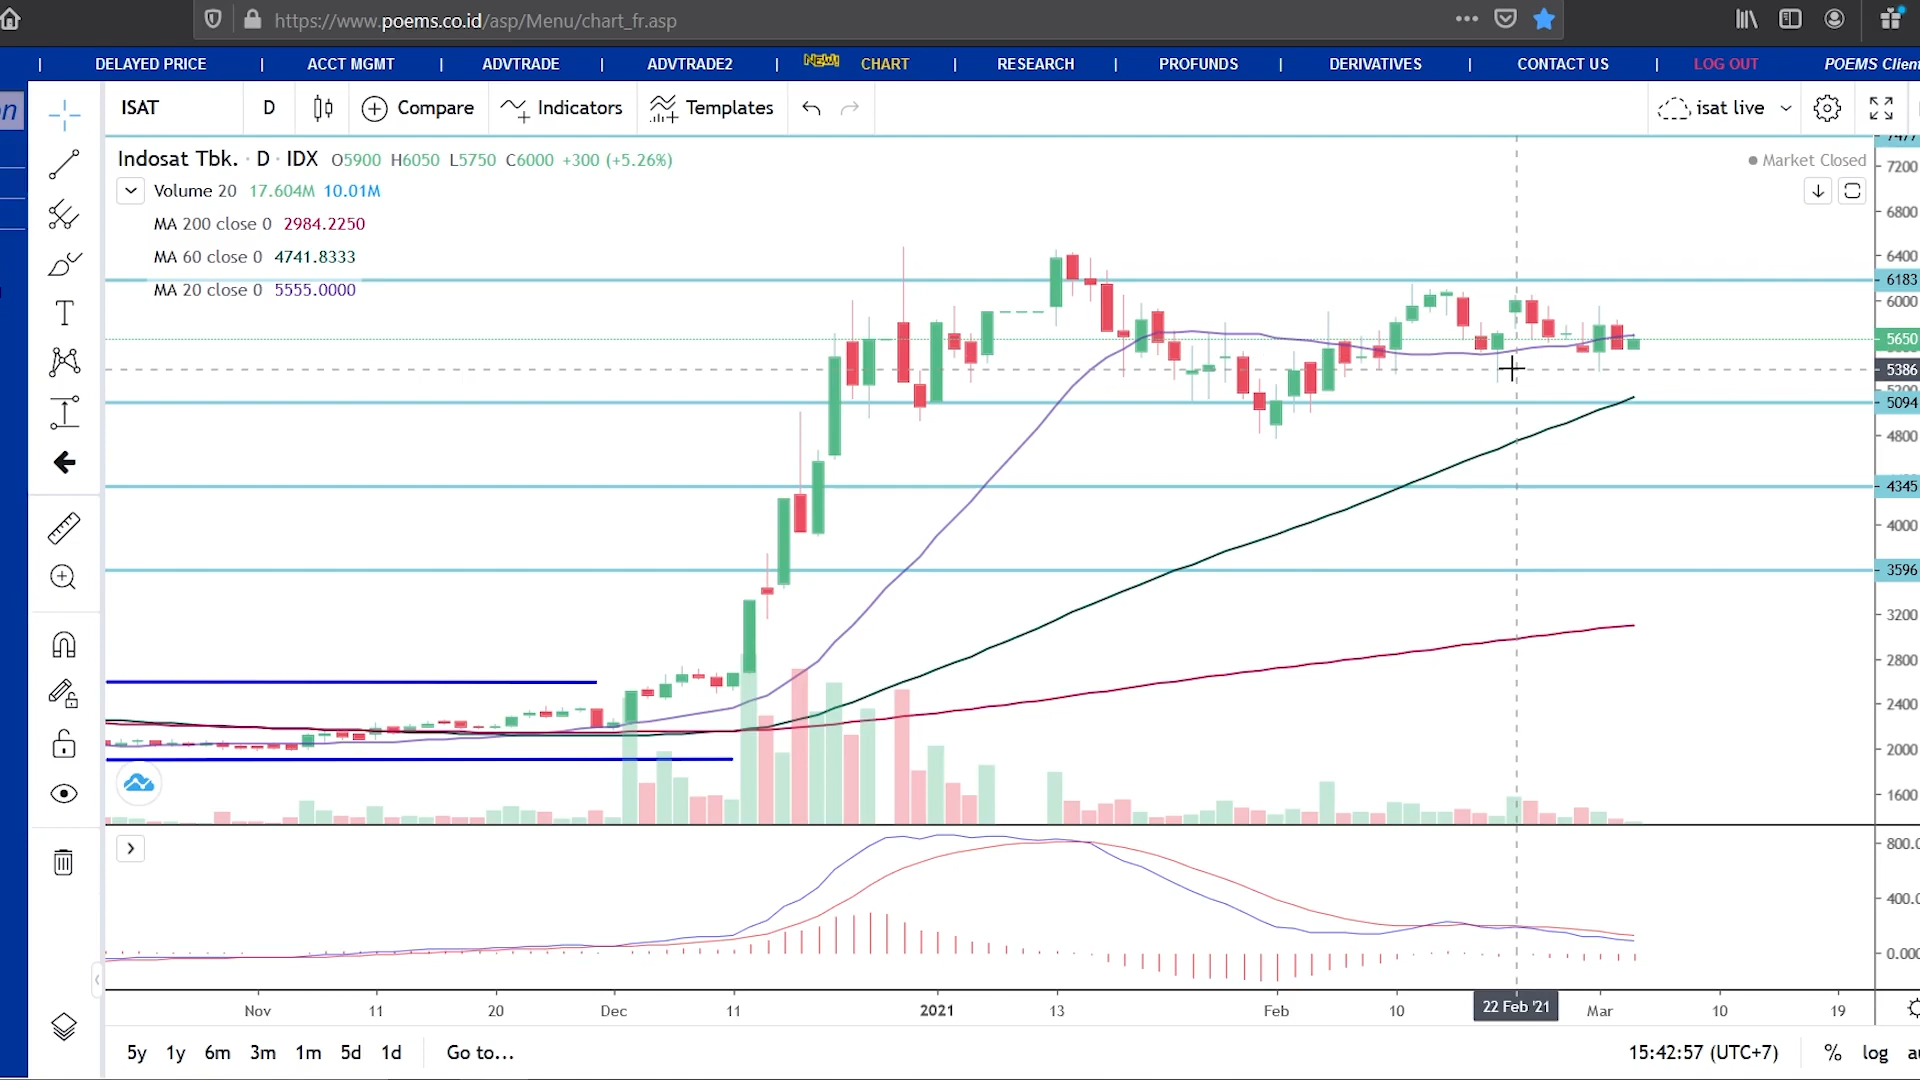 https://www.poems.co.id/asp/Menu/chart_fr.asp
| DELAYED PRICE | ACCT MGMT | ADVTRADE | ADVTRADE2 | NEW! CHART | RESEARCH | PROFUNDS | DERIVATIVES | CONTACT US | LOG OUT POEMS Client
on
ISAT D Compare Indicators Templates isat live
Indosat Tbk. · D · IDX O5900 H6050 L5750 C6000 +300 (+5.26%)
Market Closed
Volume 20 17.604M 10.01M
MA 200 close 0 2984.2250
MA 60 close 0 4741.8333
MA 20 close 0 5555.0000
7477
7200
6800
6400
6183
6000
5650
5386
5200
5094
4800
4345
4000
3596
3200
2800
2400
2000
1600
800.0
400.0
0.000
Nov 11 20 Dec 11 2021 13 Feb 10 22 Feb '21 Mar 10 19
5y 1y 6m 3m 1m 5d 1d Go to... 15:42:57 (UTC+7) % log au